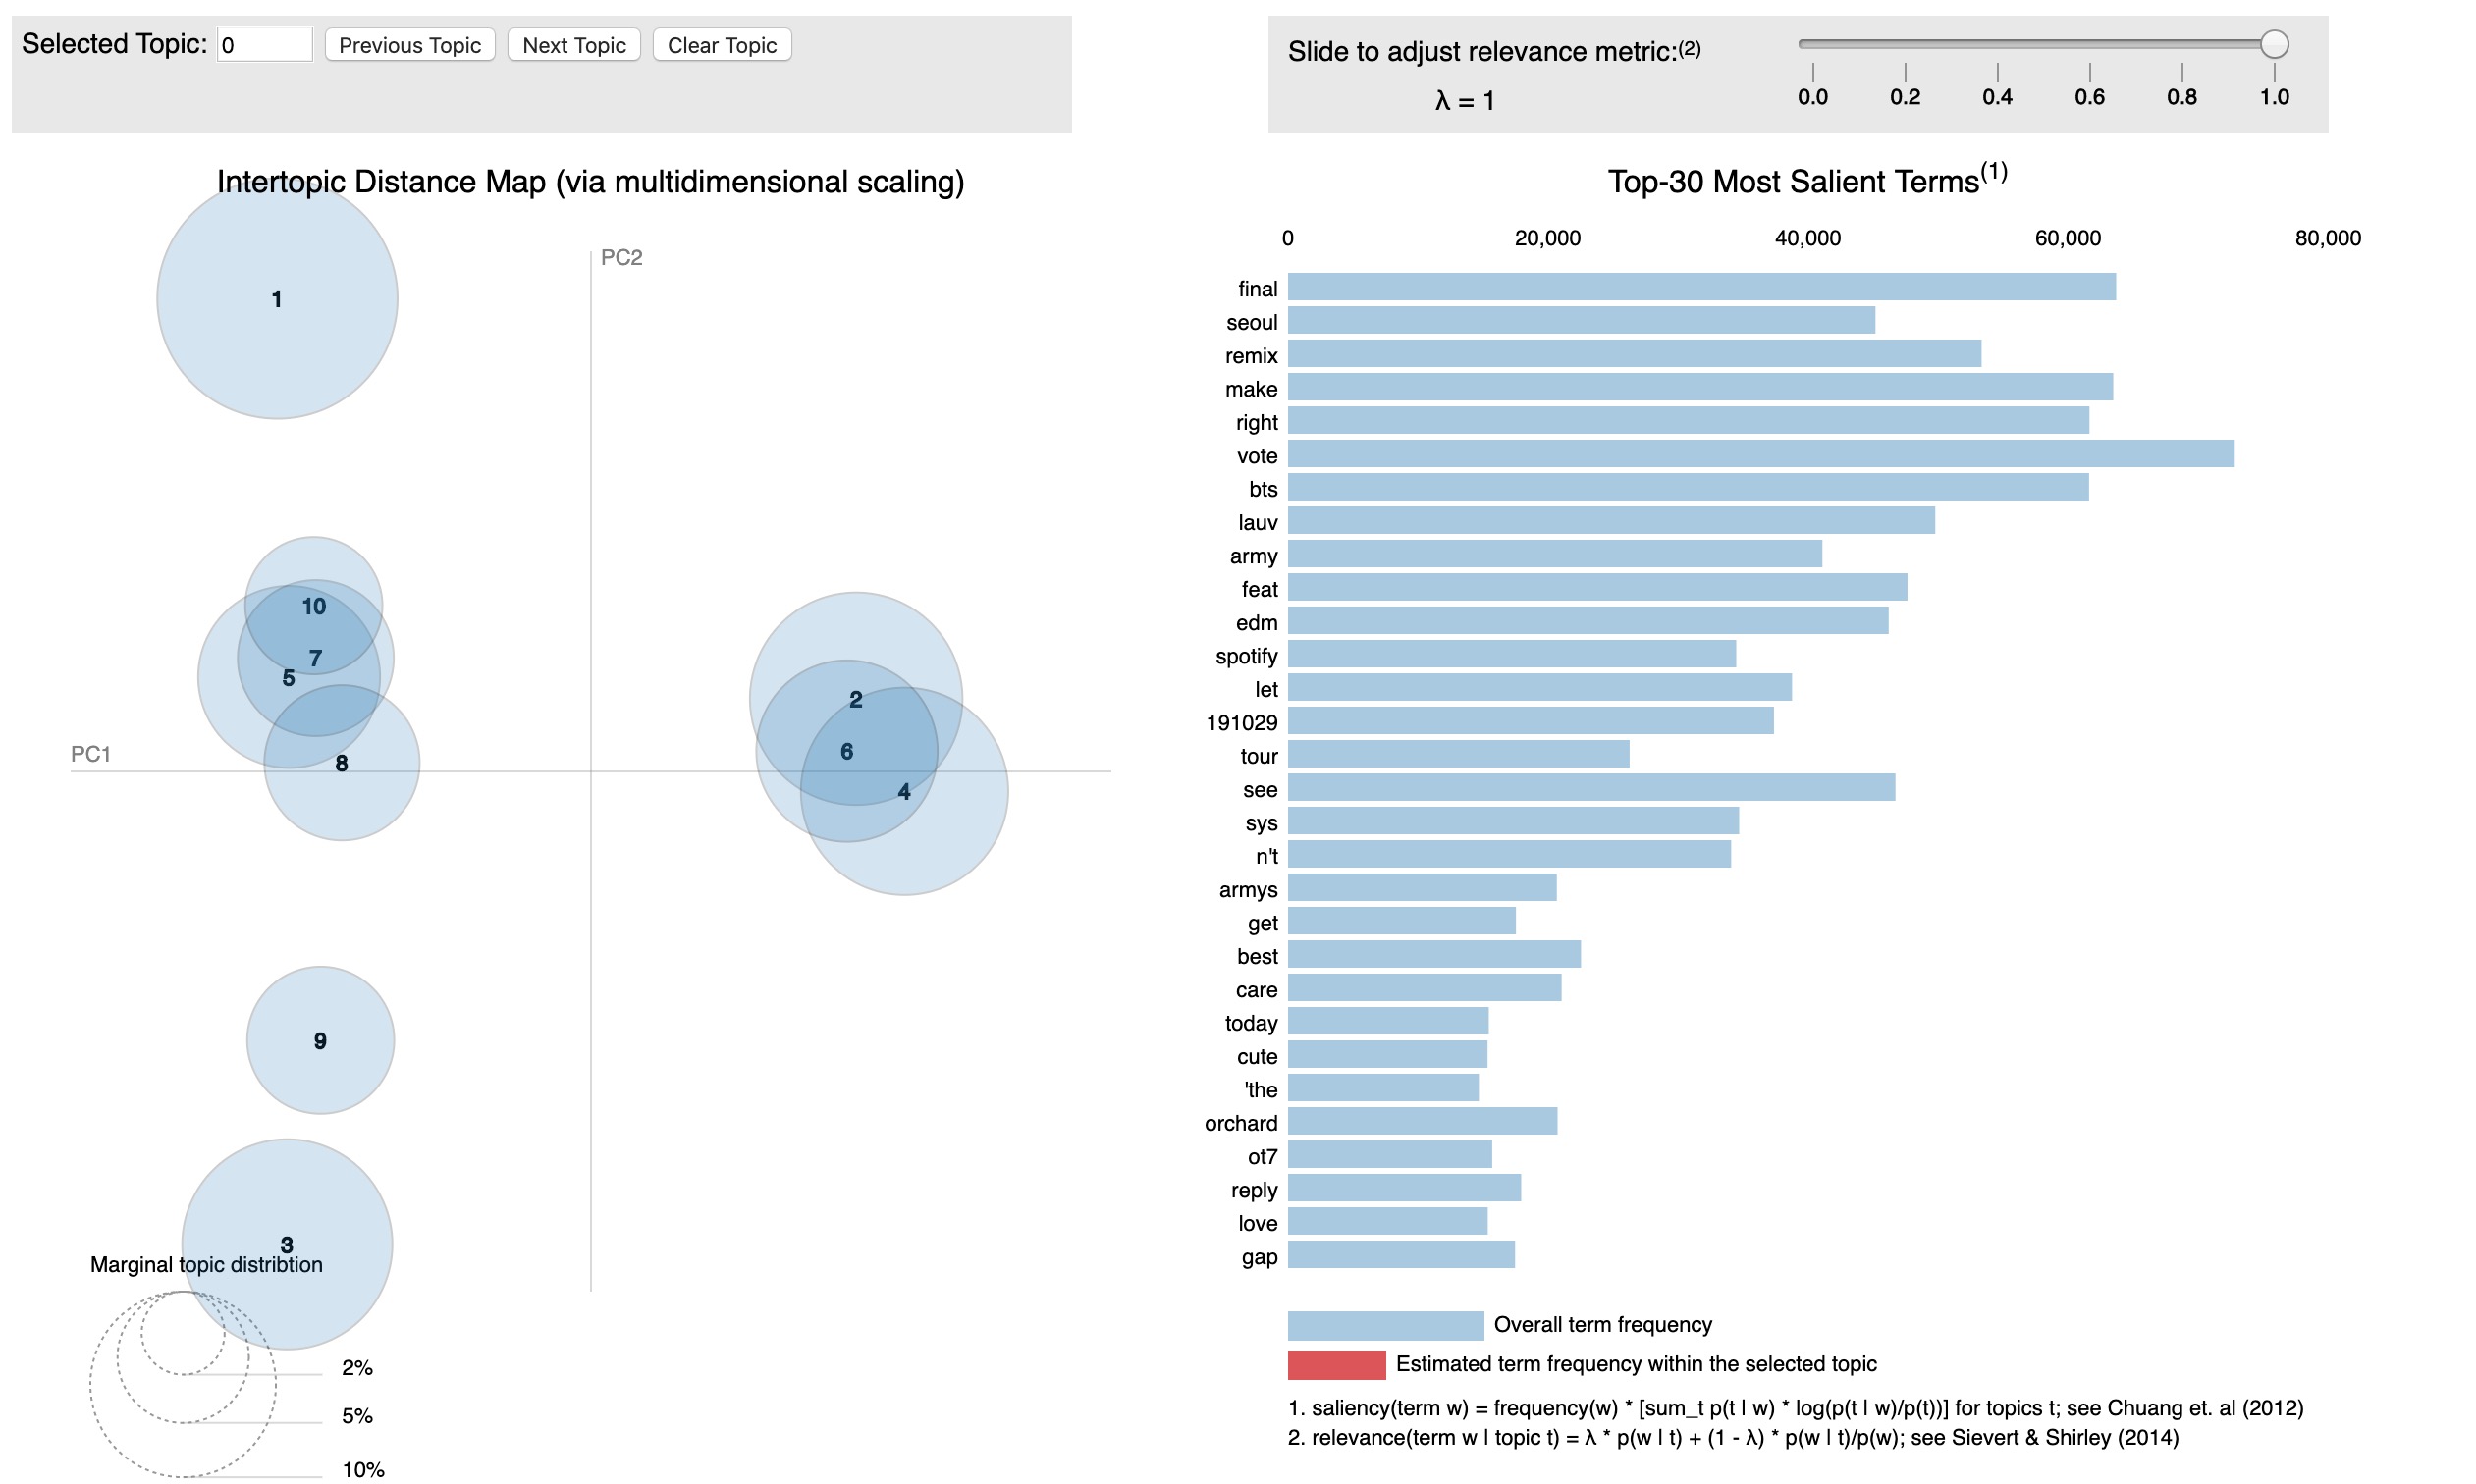 Selected Topic: 0 Previous Topic Next Topic Clear Topic
Slide to adjust relevance metric:(2)
λ = 1
0.0 0.2 0.4 0.6 0.8 1.0
Intertopic Distance Map (via multidimensional scaling)
PC2
1
10
7
5
2
6
PC1
8
4
9
3
Marginal topic distribtion
2%
5%
10%
Top-30 Most Salient Terms(1)
0 20,000 40,000 60,000 80,000
final
seoul
remix
make
right
vote
bts
lauv
army
feat
edm
spotify
let
191029
tour
see
sys
n't
armys
get
best
care
today
cute
'the
orchard
ot7
reply
love
gap
Overall term frequency
Estimated term frequency within the selected topic
1. saliency(term w) = frequency(w) * [sum_t p(t | w) * log(p(t | w)/p(t))] for topics t; see Chuang et. al (2012)
2. relevance(term w | topic t) = λ * p(w | t) + (1 - λ) * p(w | t)/p(w); see Sievert & Shirley (2014)